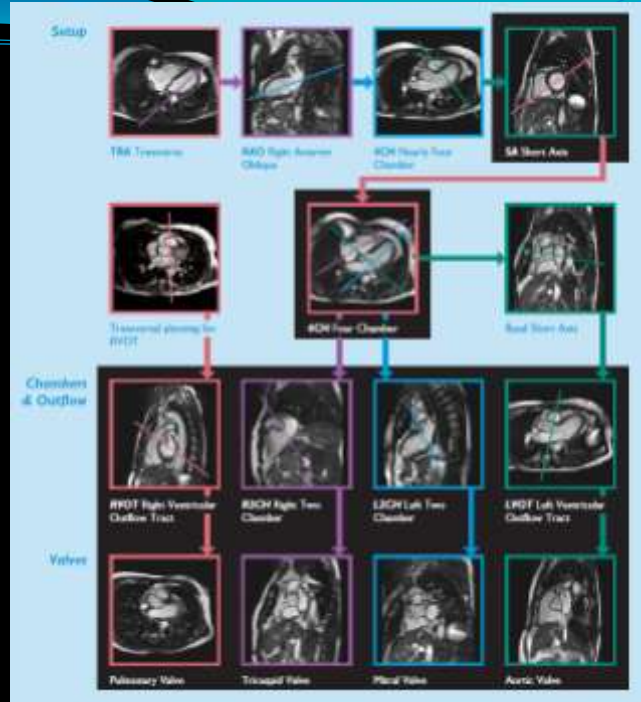 Setup
TRA Transverse
RAO Right Anterior
Oblique
4CH Nearly Four
Chamber
SA Short Axis
Transversal planning for
RVOT
4CH Four Chamber
Basal Short Axis
Chambers
& Outflow
RVOT Right Ventricular
Outflow Tract
R2CH Right Two
Chamber
L2CH Left Two
Chamber
LVOT Left Ventricular
Outflow Tract
Valves
Pulmonary Valve
Tricuspid Valve
Mitral Valve
Aortic Valve